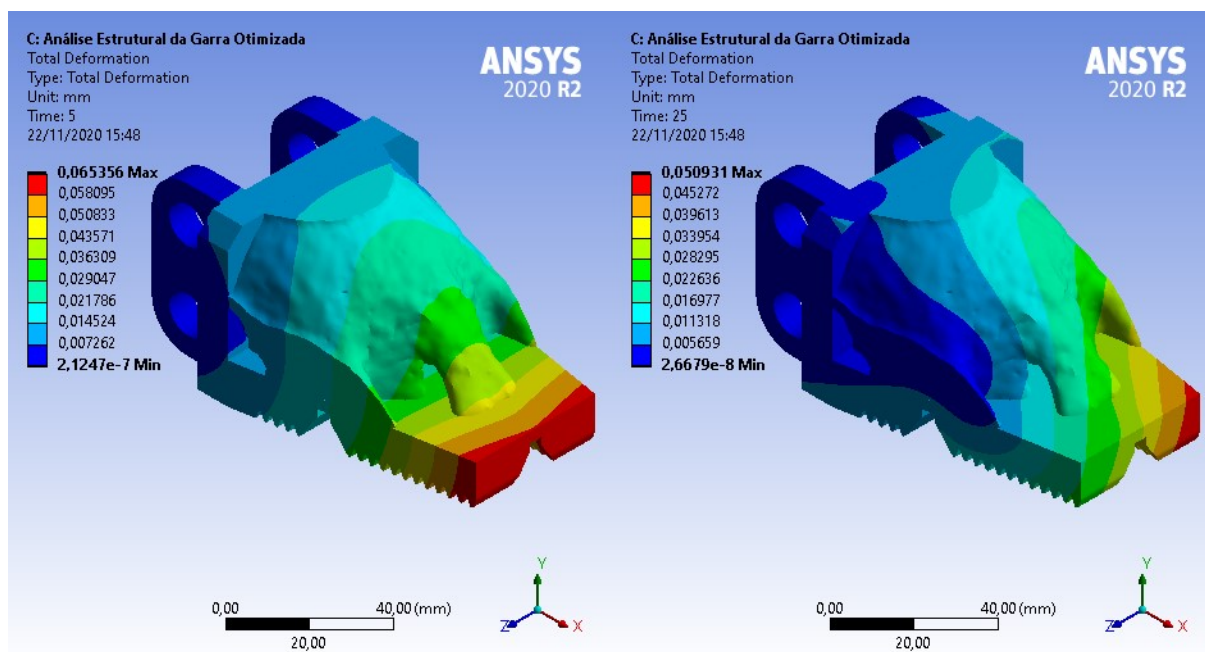 C: Análise Estrutural da Garra Otimizada
Total Deformation
Type: Total Deformation
Unit: mm
Time: 5
22/11/2020 15:48
ANSYS
2020 R2
0,065356 Max
0,058095
0,050833
0,043571
0,036309
0,029047
0,021786
0,014524
0,007262
2,1247e-7 Min
0,00
40,00 (mm)
20,00
Y
Z
X
C: Análise Estrutural da Garra Otimizada
Total Deformation
Type: Total Deformation
Unit: mm
Time: 25
22/11/2020 15:48
ANSYS
2020 R2
0,050931 Max
0,045272
0,039613
0,033954
0,028295
0,022636
0,016977
0,011318
0,005659
2,6679e-8 Min
0,00
40,00 (mm)
20,00
Y
Z
X